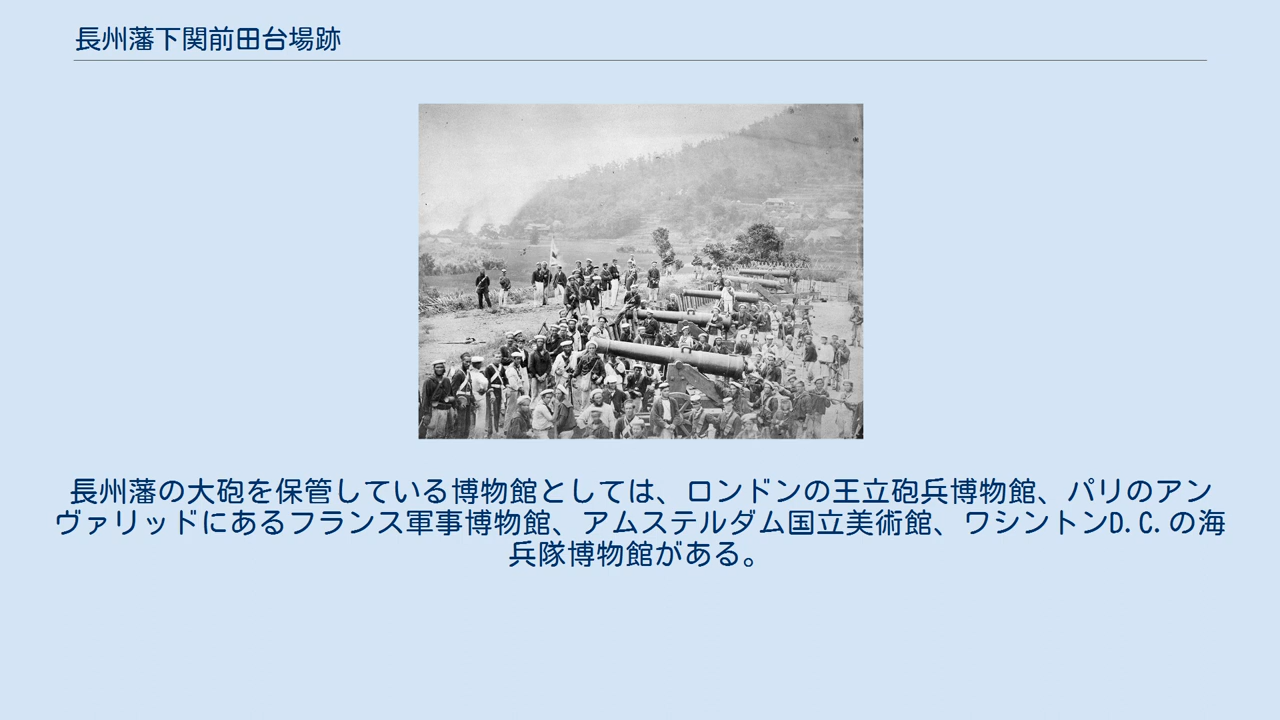 長州藩下関前田台場跡
長州藩の大砲を保管している博物館としては、ロンドンの王立砲兵博物館、パリのアン
ヴァリッドにあるフランス軍事博物館、アムステルダム国立美術館、ワシントンD.C.の海
兵隊博物館がある。